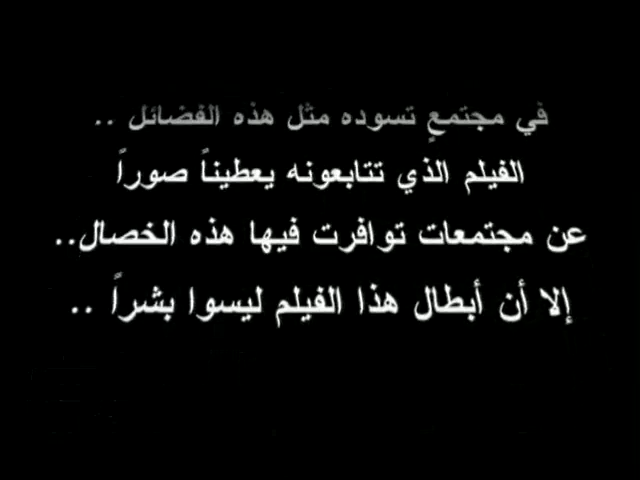 في مجتمعٍ تسوده مثل هذه الفضائل ..
الفيلم الذي تتابعونه يعطيناً صوراً
عن مجتمعات توافرت فيها هذه الخصال..
إلا أن أبطال هذا الفيلم ليسوا بشراً ..